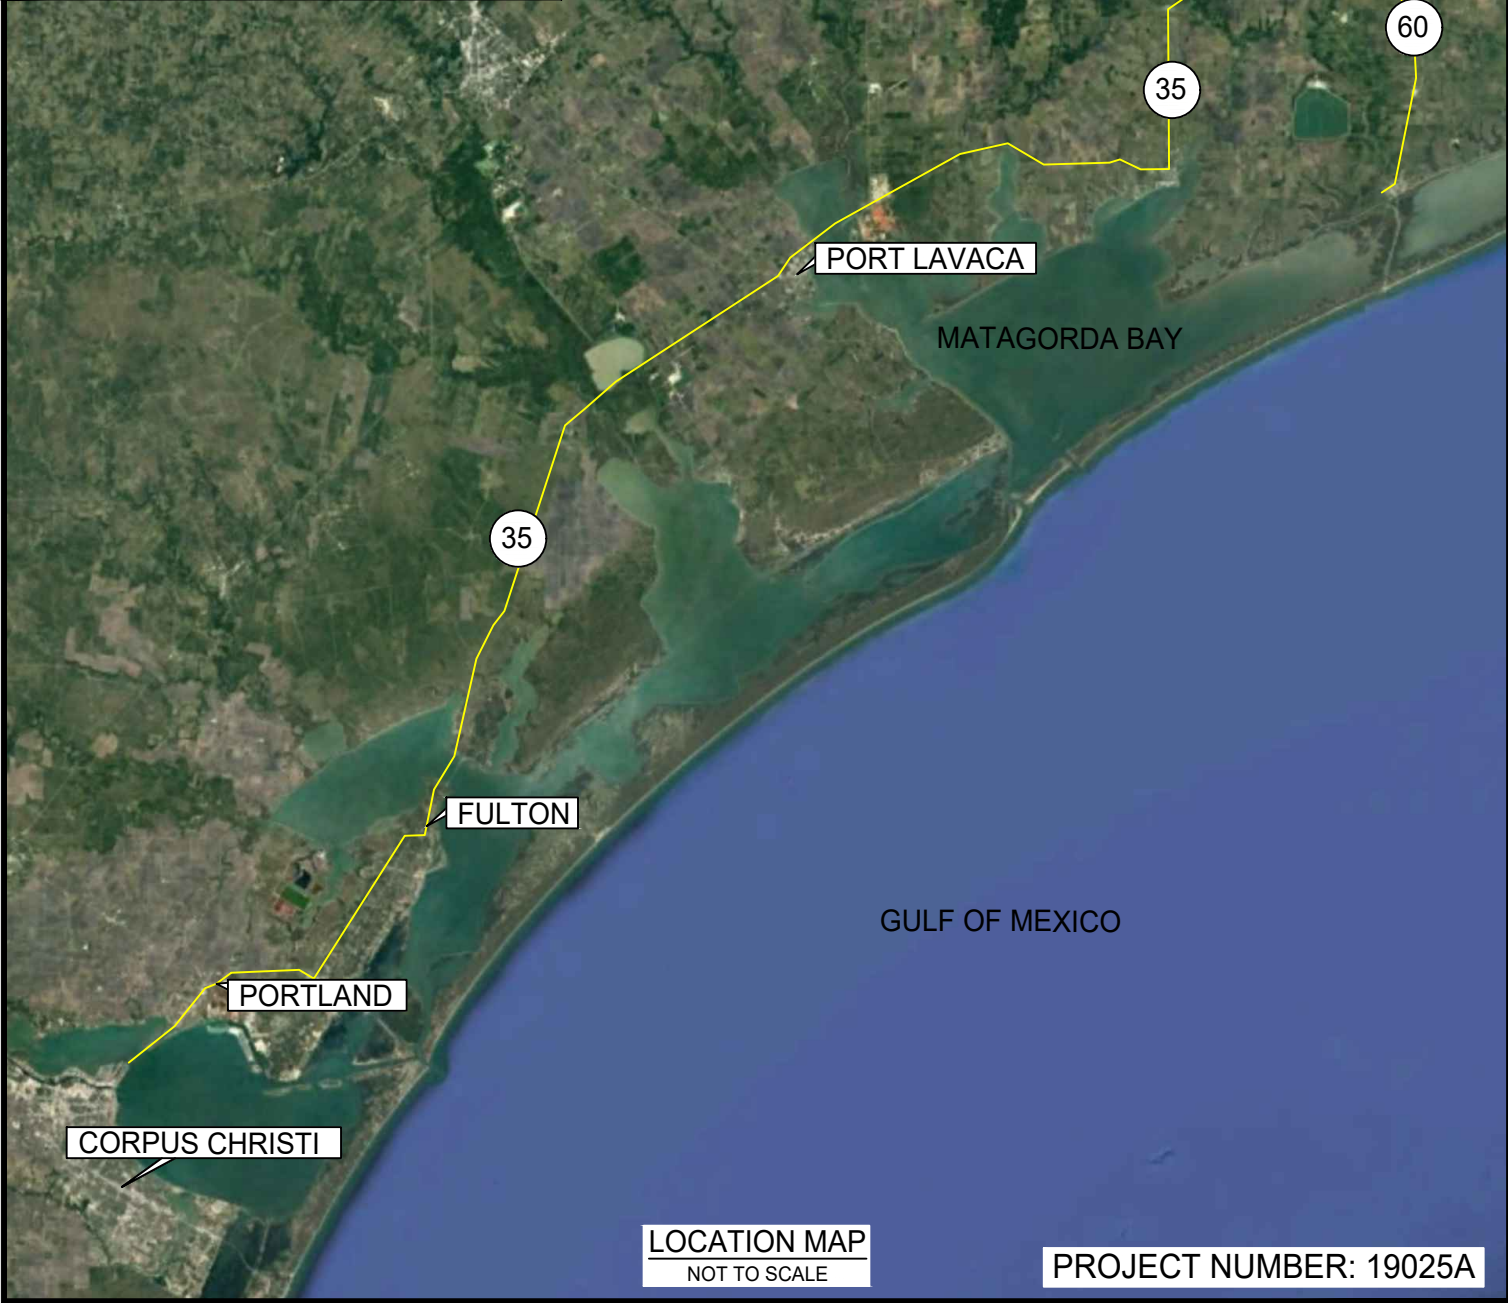 60
35
PORT LAVACA
MATAGORDA BAY
35
FULTON
GULF OF MEXICO
PORTLAND
CORPUS CHRISTI
LOCATION MAP
NOT TO SCALE
PROJECT NUMBER: 19025A